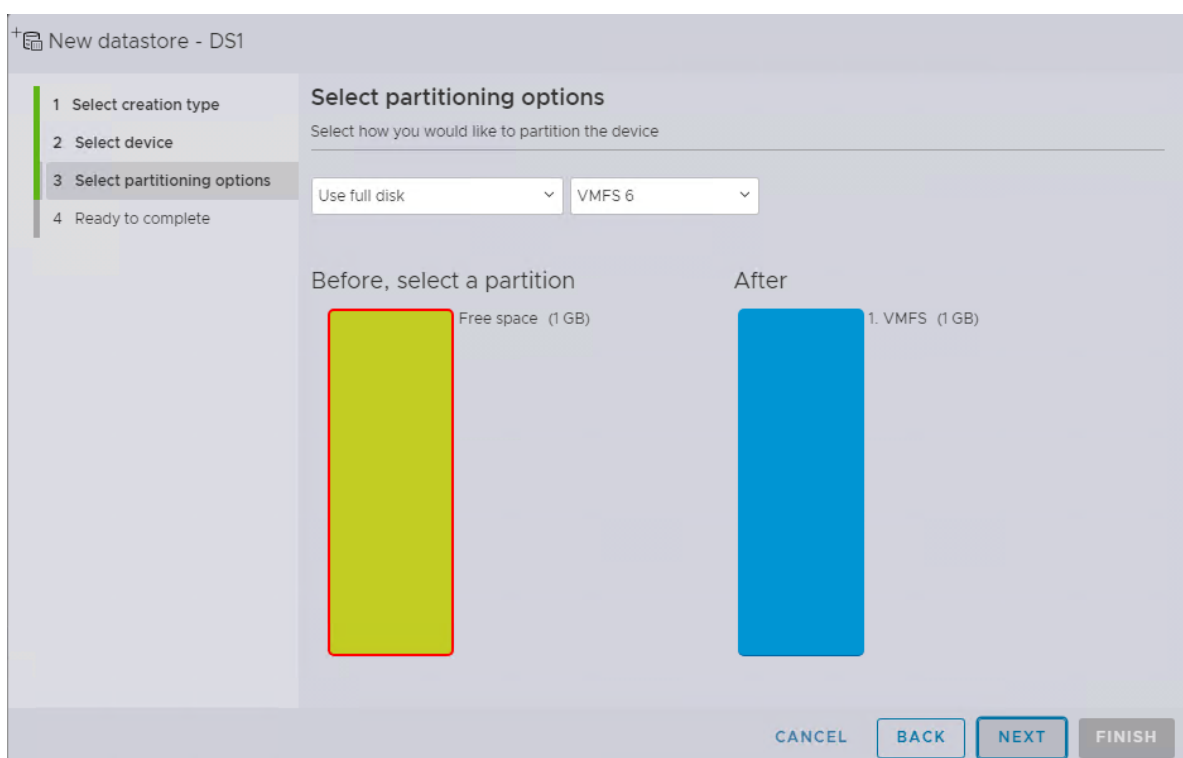 New datastore - DS1
1 Select creation type
2 Select device
3 Select partitioning options
4 Ready to complete
Select partitioning options
Select how you would like to partition the device
Use full disk
VMFS 6
Before, select a partition
After
Free space (1 GB)
1. VMFS (1 GB)
CANCEL
BACK
NEXT
FINISH